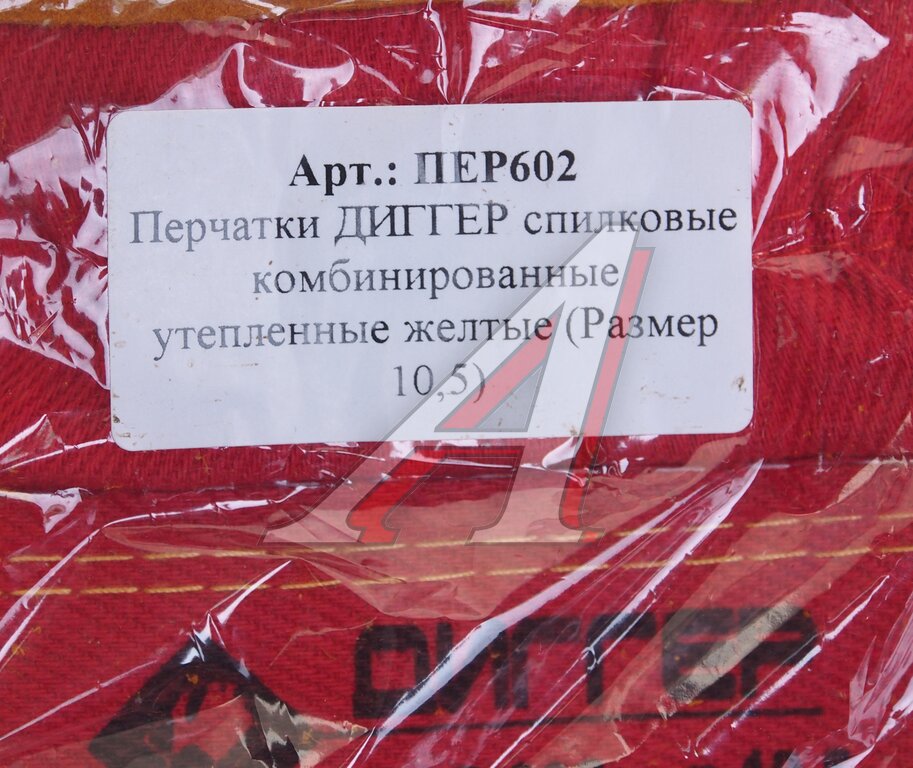 Арт.: ПЕР602
Перчатки ДИГГЕР спилковые
комбинированные
утепленные желтые (Размер
10,5)
ДИГГЕР